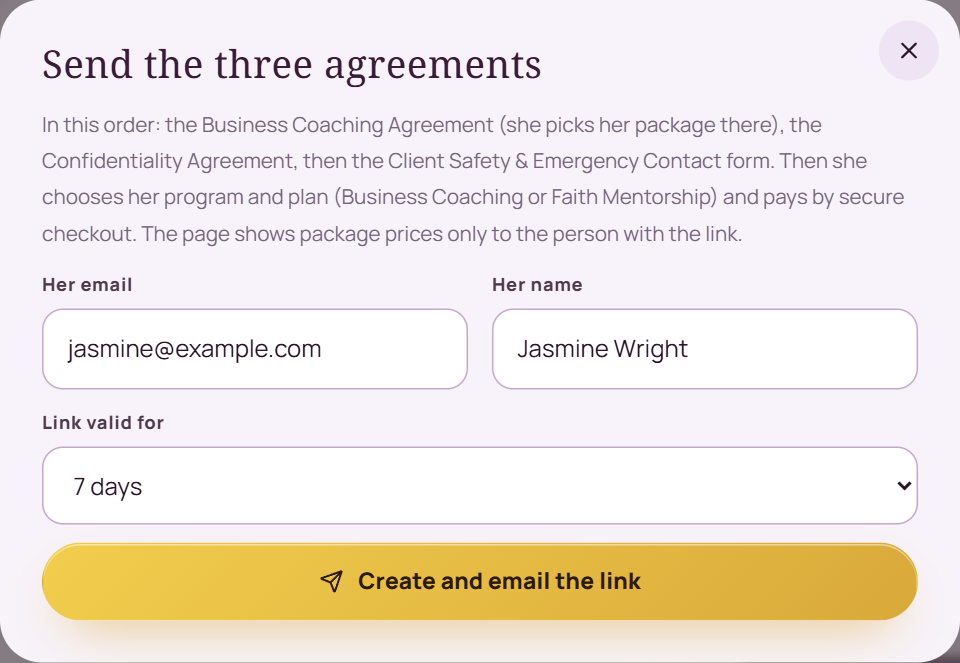 Send the three agreements
In this order: the Business Coaching Agreement (she picks her package there), the
Confidentiality Agreement, then the Client Safety & Emergency Contact form. Then she
chooses her program and plan (Business Coaching or Faith Mentorship) and pays by secure
checkout. The page shows package prices only to the person with the link.
Her email
Her name
jasmine@example.com
Jasmine Wright
Link valid for
7 days
Create and email the link